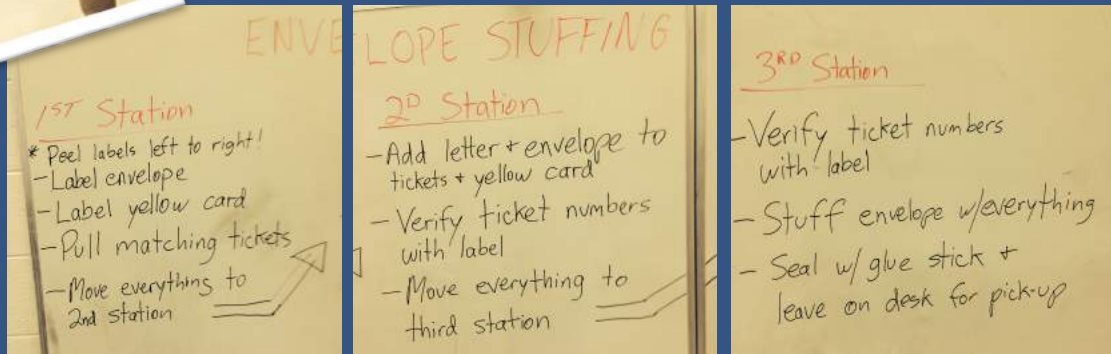 ENVELOPE STUFFING
1ST Station
* Peel labels left to right!
- Label envelope
- Label yellow card
- Pull matching tickets
- Move everything to
2nd station
2D Station
- Add letter + envelope to
tickets + yellow card
- Verify ticket numbers
with label
- Move everything to
third station
3RD Station
- Verify ticket numbers
with label
- Stuff envelope w/everything
- Seal w/ glue stick +
leave on desk for pick-up